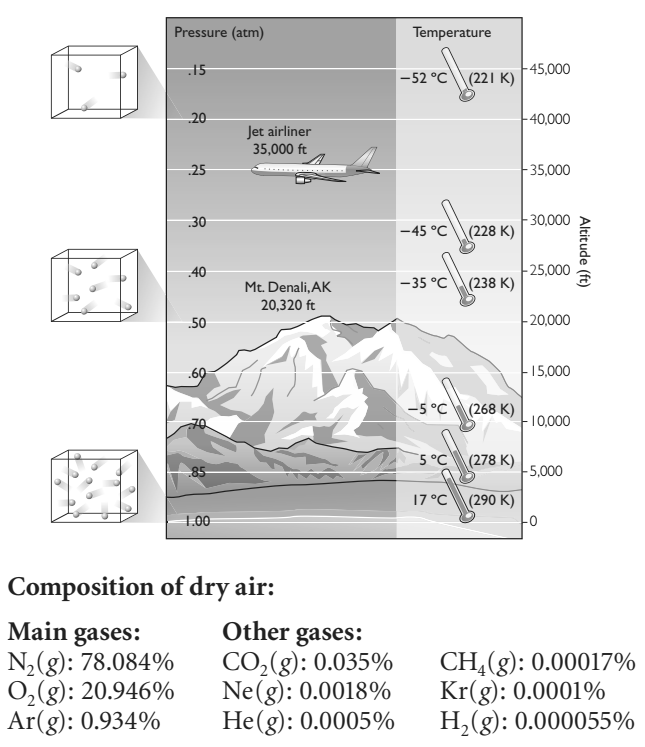 Pressure (atm) Temperature
.15 −52 °C (221 K) 45,000
.20 40,000
Jet airliner
35,000 ft
.25 35,000
.30 −45 °C (228 K) 30,000
Altitude (ft)
.40 −35 °C (238 K) 25,000
Mt. Denali, AK
20,320 ft
.50 20,000
.60 15,000
−5 °C (268 K)
.70 10,000
5 °C (278 K)
.85 5,000
17 °C (290 K)
1.00 0
Composition of dry air:
Main gases: Other gases:
N₂(g): 78.084% CO₂(g): 0.035% CH₄(g): 0.00017%
O₂(g): 20.946% Ne(g): 0.0018% Kr(g): 0.0001%
Ar(g): 0.934% He(g): 0.0005% H₂(g): 0.000055%